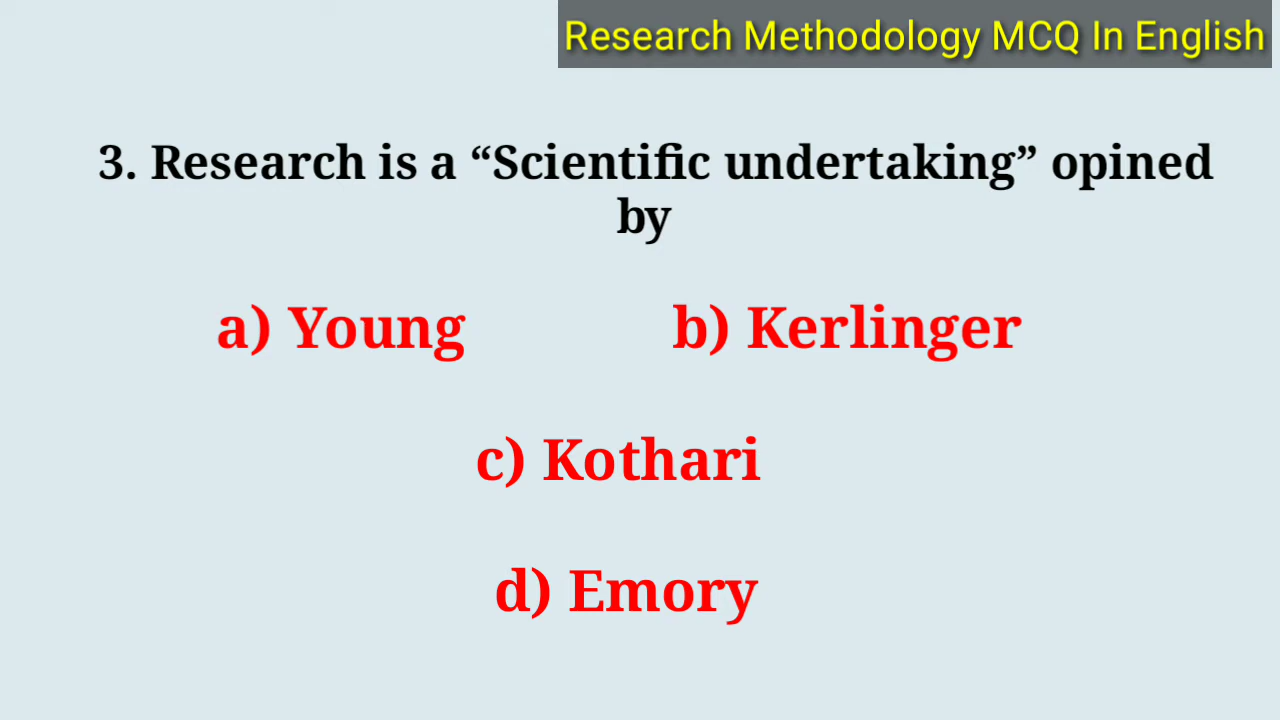 Research Methodology MCQ In English
3. Research is a “Scientific undertaking” opined
by
a) Young b) Kerlinger
c) Kothari
d) Emory